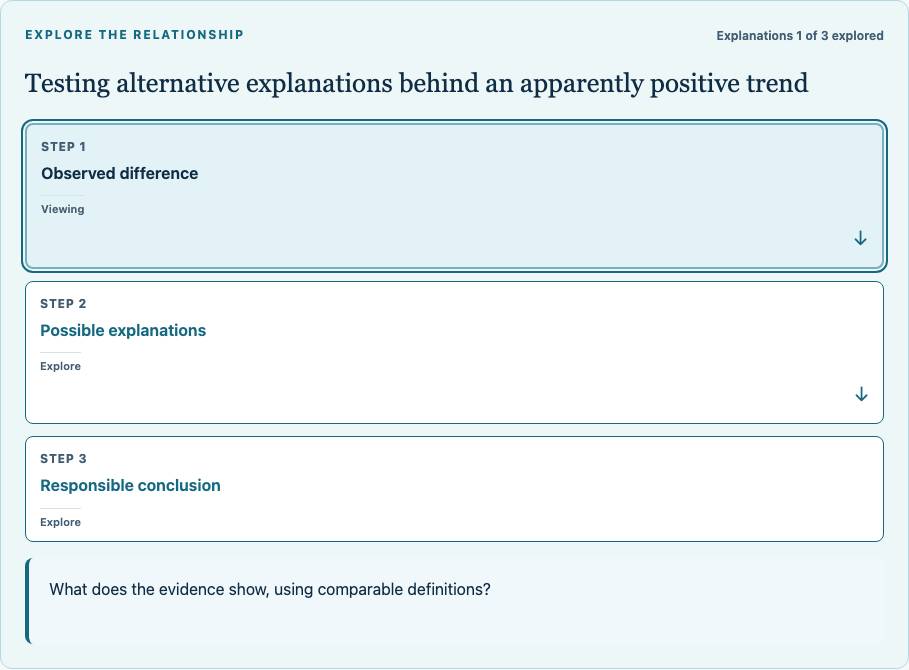 EXPLORE THE RELATIONSHIP
Explanations 1 of 3 explored
Testing alternative explanations behind an apparently positive trend
STEP 1
Observed difference
Viewing
STEP 2
Possible explanations
Explore
STEP 3
Responsible conclusion
Explore
What does the evidence show, using comparable definitions?